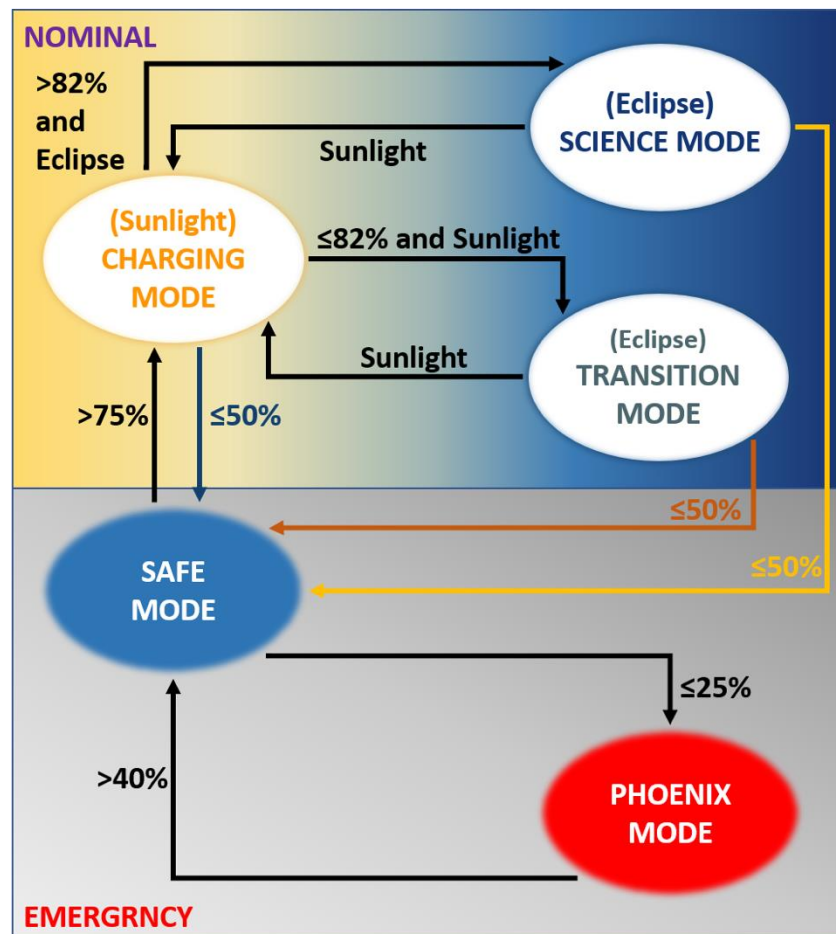 NOMINAL
>82%
and
Eclipse
(Eclipse)
SCIENCE MODE
Sunlight
(Sunlight)
CHARGING
MODE
≤82% and Sunlight
Sunlight
(Eclipse)
TRANSITION
MODE
>75%
≤50%
≤50%
≤50%
SAFE
MODE
≤25%
>40%
PHOENIX
MODE
EMERGRNCY